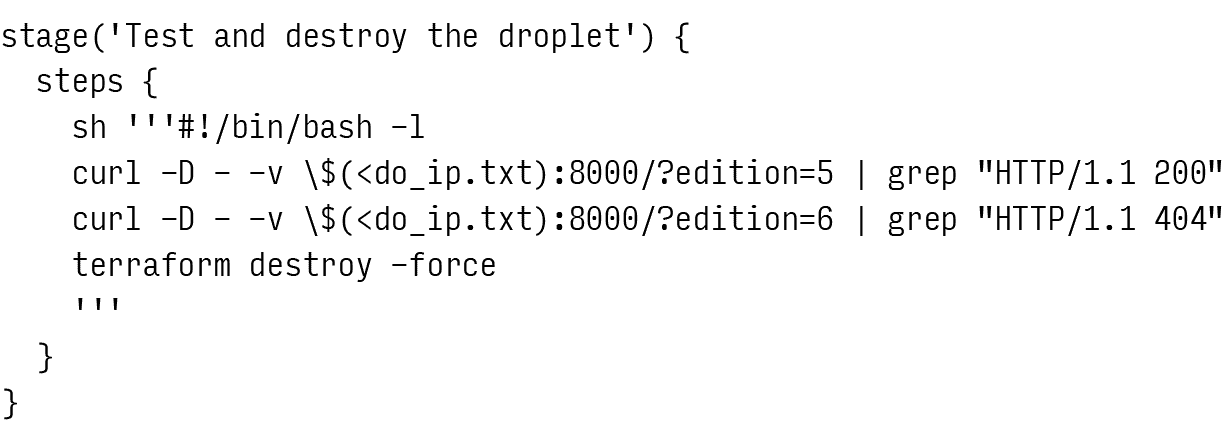 stage('Test and destroy the droplet') {
  steps {
    sh '''#!/bin/bash -l
    curl -D - -v \$(<do_ip.txt):8000/?edition=5 | grep "HTTP/1.1 200"
    curl -D - -v \$(<do_ip.txt):8000/?edition=6 | grep "HTTP/1.1 404"
    terraform destroy -force
    '''
  }
}